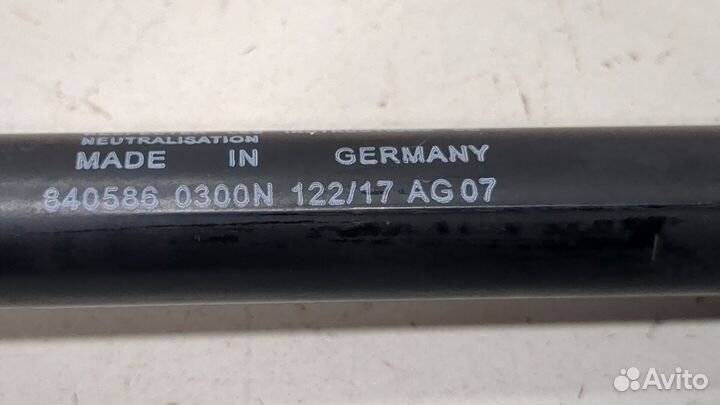 NEUTRALISATION
MADE IN GERMANY
840586 0300N 122/17 AG 07
Avito